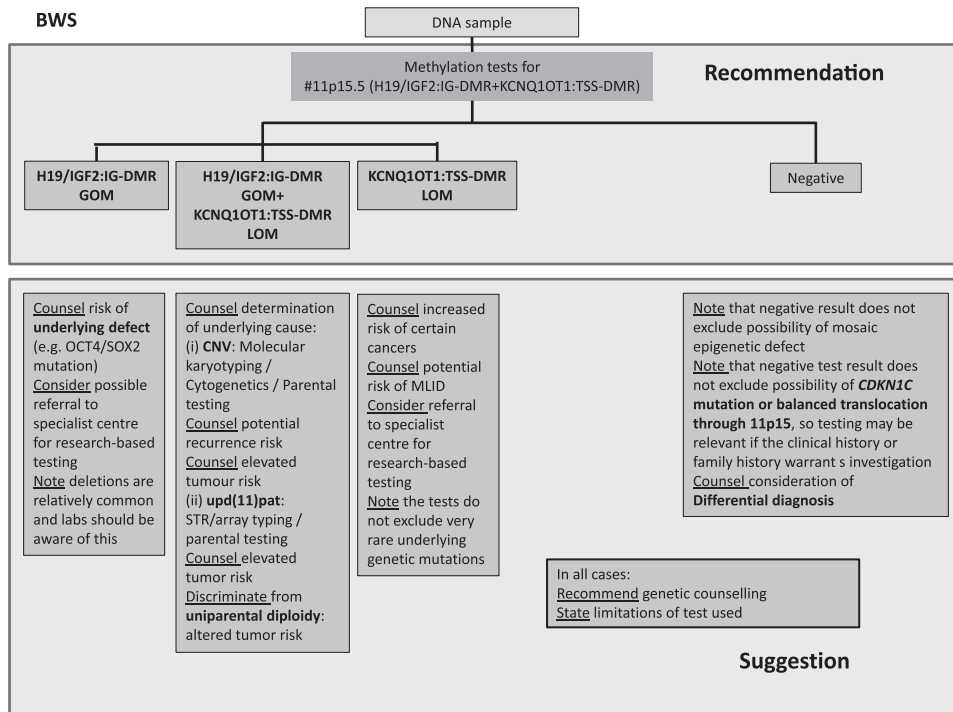 BWS
DNA sample
Methylation tests for
#11p15.5 (H19/IGF2:IG-DMR+KCNQ1OT1:TSS-DMR)
Recommendation
H19/IGF2:IG-DMR
GOM
H19/IGF2:IG-DMR
GOM+
KCNQ1OT1:TSS-DMR
LOM
KCNQ1OT1:TSS-DMR
LOM
Negative
Counsel risk of
underlying defect
(e.g. OCT4/SOX2
mutation)
Consider possible
referral to
specialist centre
for research-based
testing
Note deletions are
relatively common
and labs should be
aware of this
Counsel determination
of underlying cause:
(i) CNV: Molecular
karyotyping /
Cytogenetics / Parental
testing
Counsel potential
recurrence risk
Counsel elevated
tumour risk
(ii) upd(11)pat:
STR/array typing /
parental testing
Counsel elevated
tumor risk
Discriminate from
uniparental diploidy:
altered tumor risk
Counsel increased
risk of certain
cancers
Counsel potential
risk of MLID
Consider referral
to specialist
centre for
research-based
testing
Note the tests do
not exclude very
rare underlying
genetic mutations
Note that negative result does not
exclude possibility of mosaic
epigenetic defect
Note that negative test result does
not exclude possibility of CDKN1C
mutation or balanced translocation
through 11p15, so testing may be
relevant if the clinical history or
family history warrant s investigation
Counsel consideration of
Differential diagnosis
In all cases:
Recommend genetic counselling
State limitations of test used
Suggestion